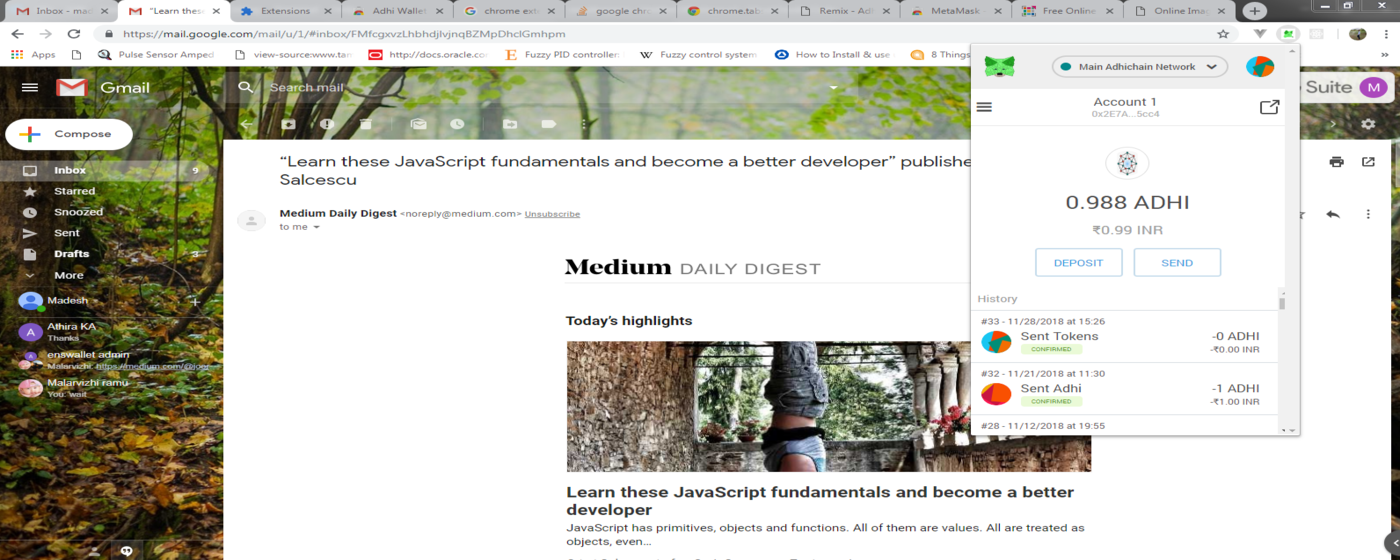 Inbox - mai
"Learn these
Extensions
Adhi Wallet
chrome exte
google chro
chrome.tab
Remix - Adh
MetaMask
Free Online
Online Imag
https://mail.google.com/mail/u/1/#inbox/FMfcgxvzLhbhdjlvjnqBZMpDhclGmhpm
Apps
Pulse Sensor Amped
view-source:www.tan
http://docs.oracle.co
Fuzzy PID controller:
Fuzzy control system
How to Install & use
8 Things
Gmail
Search mail
Suite
M
Compose
Inbox 9
Starred
Snoozed
Sent
Drafts 3
More
Madesh
A
Athira KA
Thanks
A
enswallet admin
Malarvizhi: https://medium.com/@joer
Malarvizhi ramu
You: wait
"Learn these JavaScript fundamentals and become a better developer" publishe
Salcescu
Medium Daily Digest <noreply@medium.com> Unsubscribe
to me
Medium DAILY DIGEST
Today's highlights
Learn these JavaScript fundamentals and become a better
developer
JavaScript has primitives, objects and functions. All of them are values. All are treated as
objects, even...
Main Adhichain Network
Account 1
0x2E7A...5cc4
0.988 ADHI
₹0.99 INR
DEPOSIT
SEND
History
#33 - 11/28/2018 at 15:26
Sent Tokens -0 ADHI
CONFIRMED -₹0.00 INR
#32 - 11/21/2018 at 11:30
Sent Adhi -1 ADHI
CONFIRMED -₹1.00 INR
#28 - 11/12/2018 at 19:55